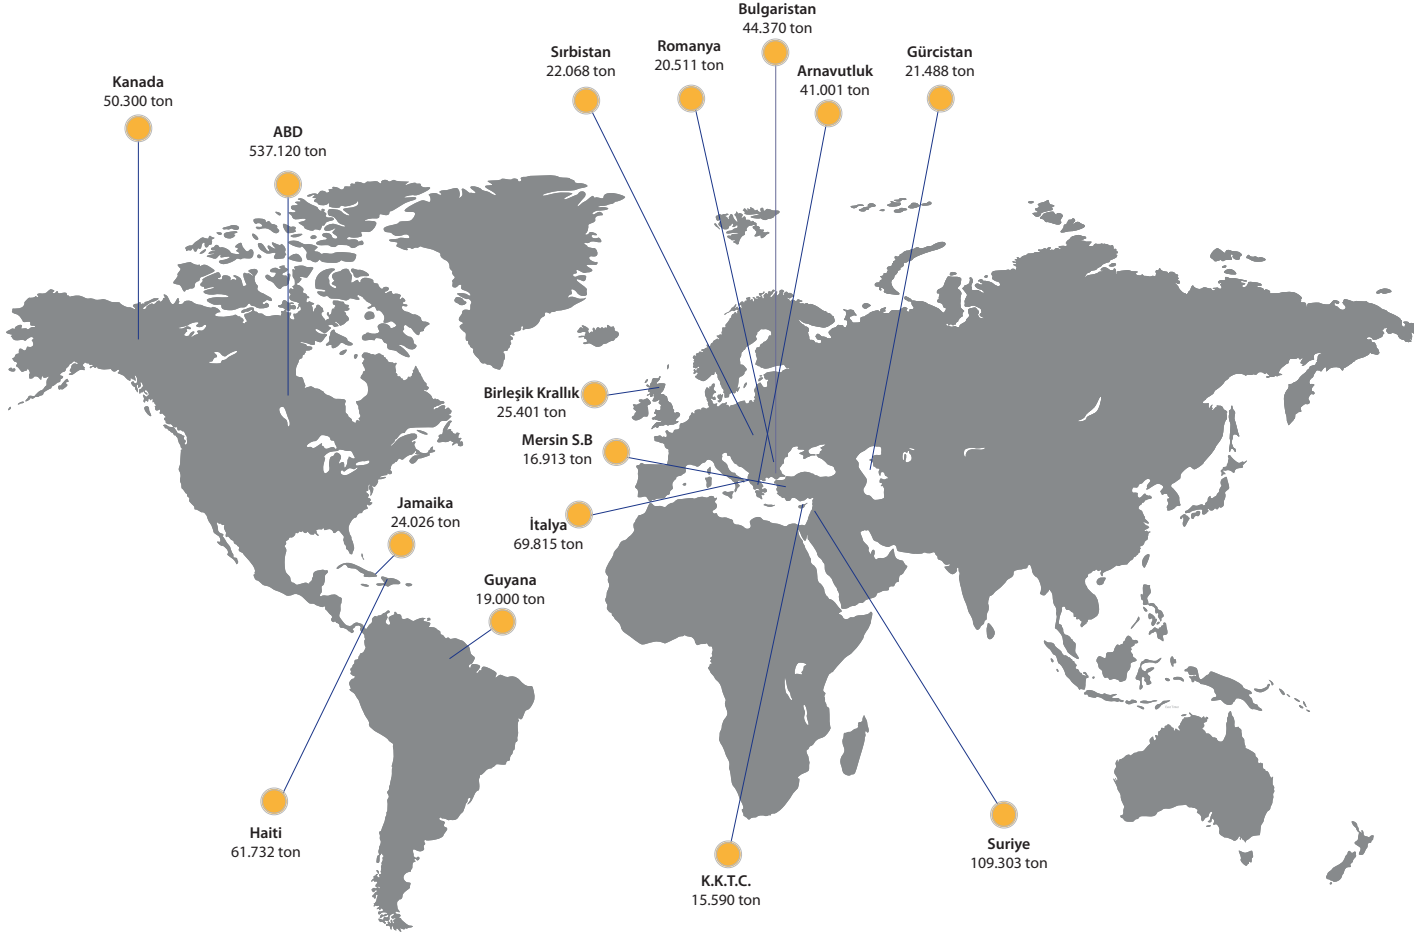 Bulgaristan
44.370 ton
Sırbistan
22.068 ton
Romanya
20.511 ton
Arnavutluk
41.001 ton
Gürcistan
21.488 ton
Kanada
50.300 ton
ABD
537.120 ton
Birleşik Krallık
25.401 ton
Mersin S.B
16.913 ton
Jamaika
24.026 ton
İtalya
69.815 ton
Guyana
19.000 ton
Haiti
61.732 ton
Suriye
109.303 ton
K.K.T.C.
15.590 ton